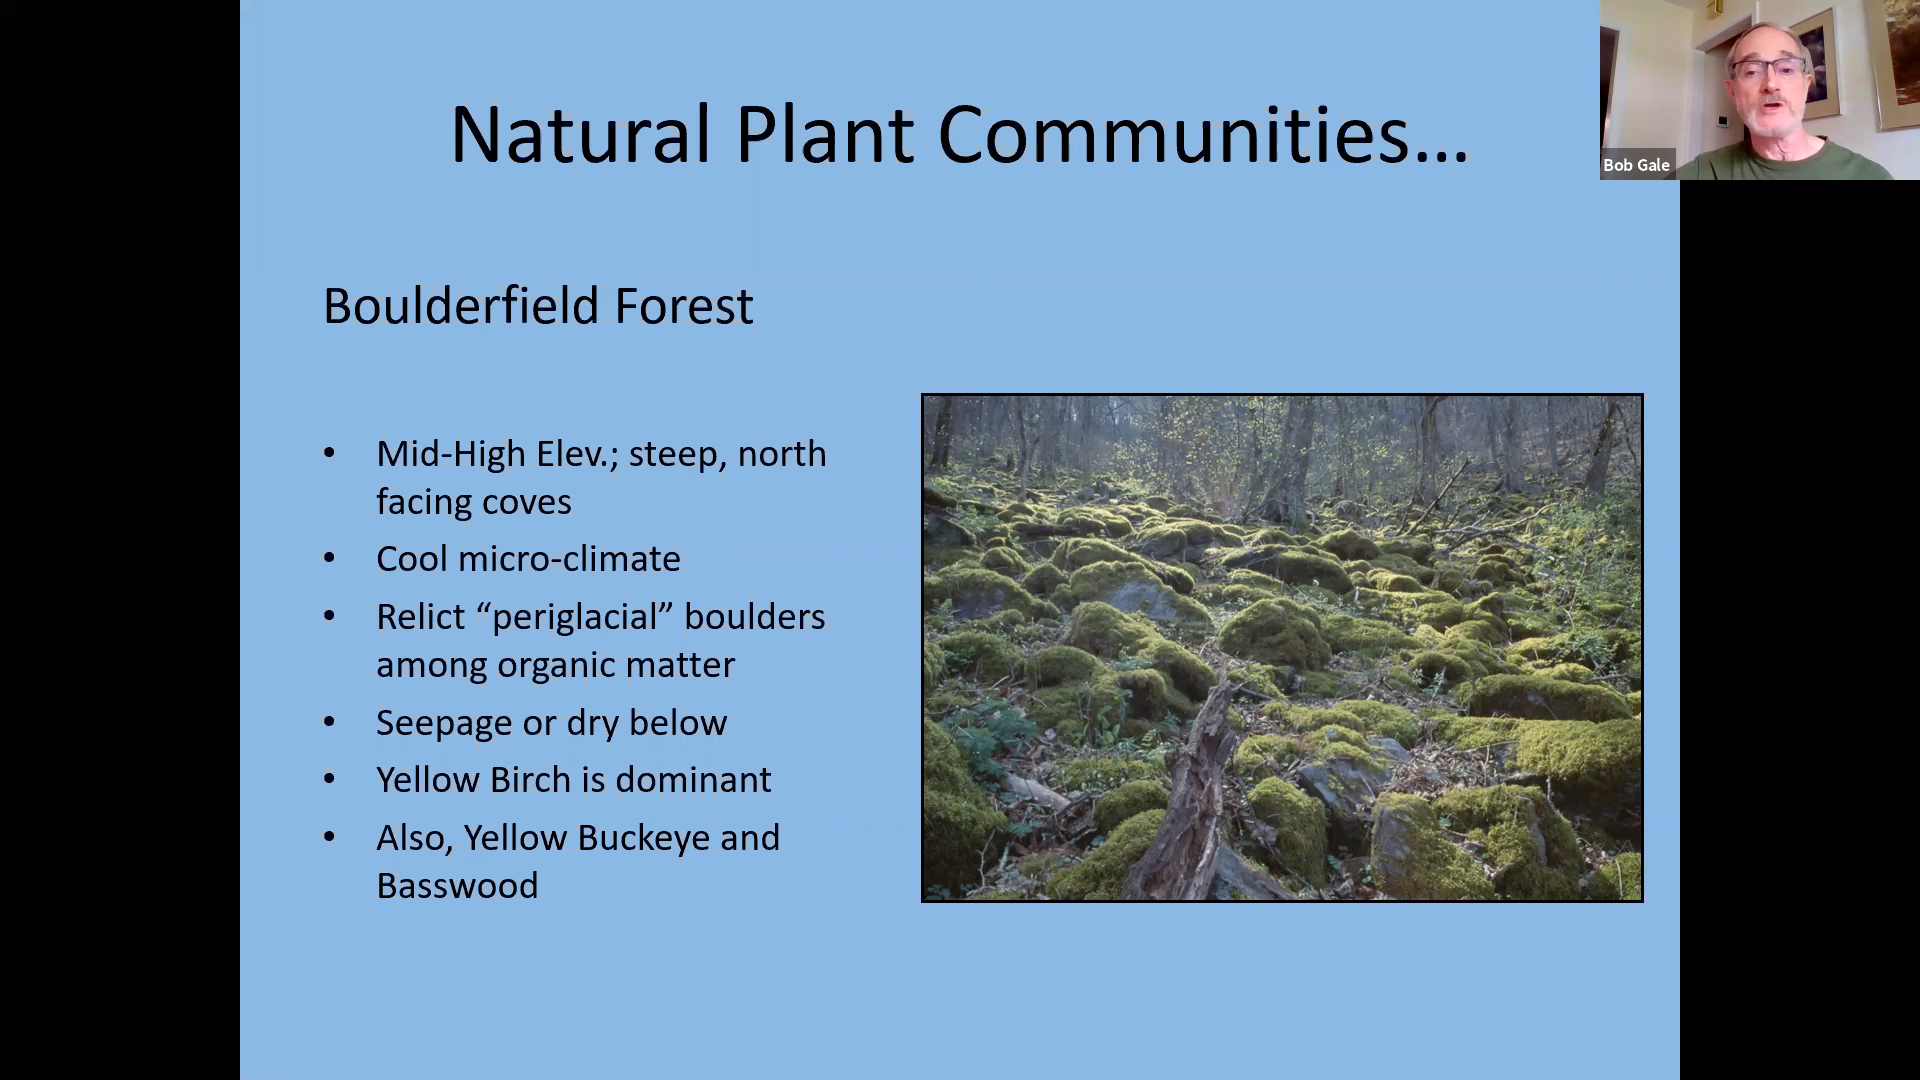 Natural Plant Communities...
Bob Gale
Boulderfield Forest
• Mid-High Elev.; steep, north
facing coves
• Cool micro-climate
• Relict “periglacial” boulders
among organic matter
• Seepage or dry below
• Yellow Birch is dominant
• Also, Yellow Buckeye and
Basswood